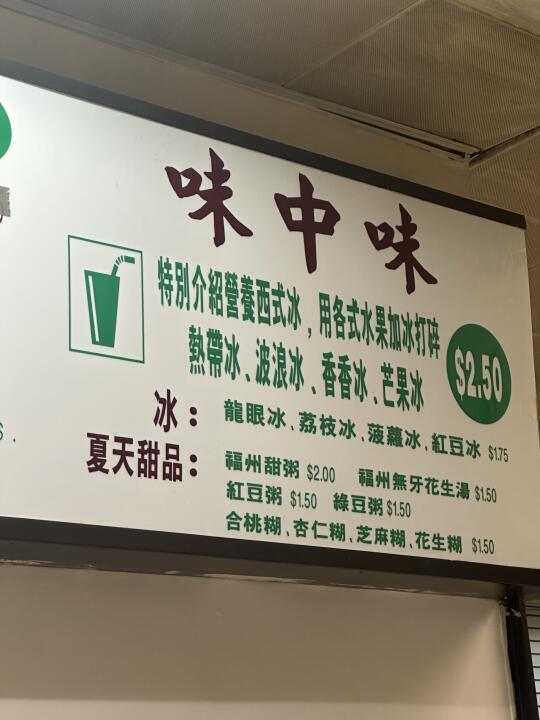 味中味
特別介紹營養西式冰，用各式水果加冰打碎
熱帶冰、波浪冰、香香冰、芒果冰
$2.50
冰：龍眼冰、荔枝冰、菠蘿冰、紅豆冰 $1.75
夏天甜品：福州甜粥 $2.00 福州無牙花生湯 $1.50
紅豆粥 $1.50 綠豆粥 $1.50
合桃糊、杏仁糊、芝麻糊、花生糊 $1.50